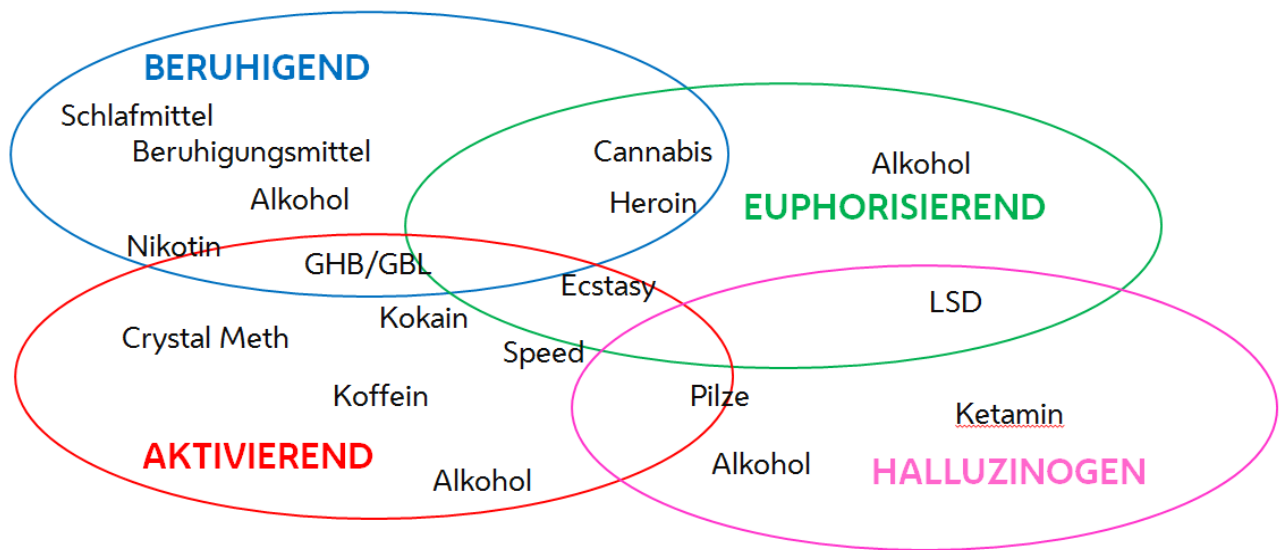 BERUHIGEND
Schlafmittel
Beruhigungsmittel
Cannabis
Alkohol
Alkohol
Heroin
EUPHORISIEREND
Nikotin
GHB/GBL
Ecstasy
LSD
Kokain
Crystal Meth
Speed
Koffein
Pilze
Ketamin
AKTIVIEREND
Alkohol
Alkohol
HALLUZINOGEN